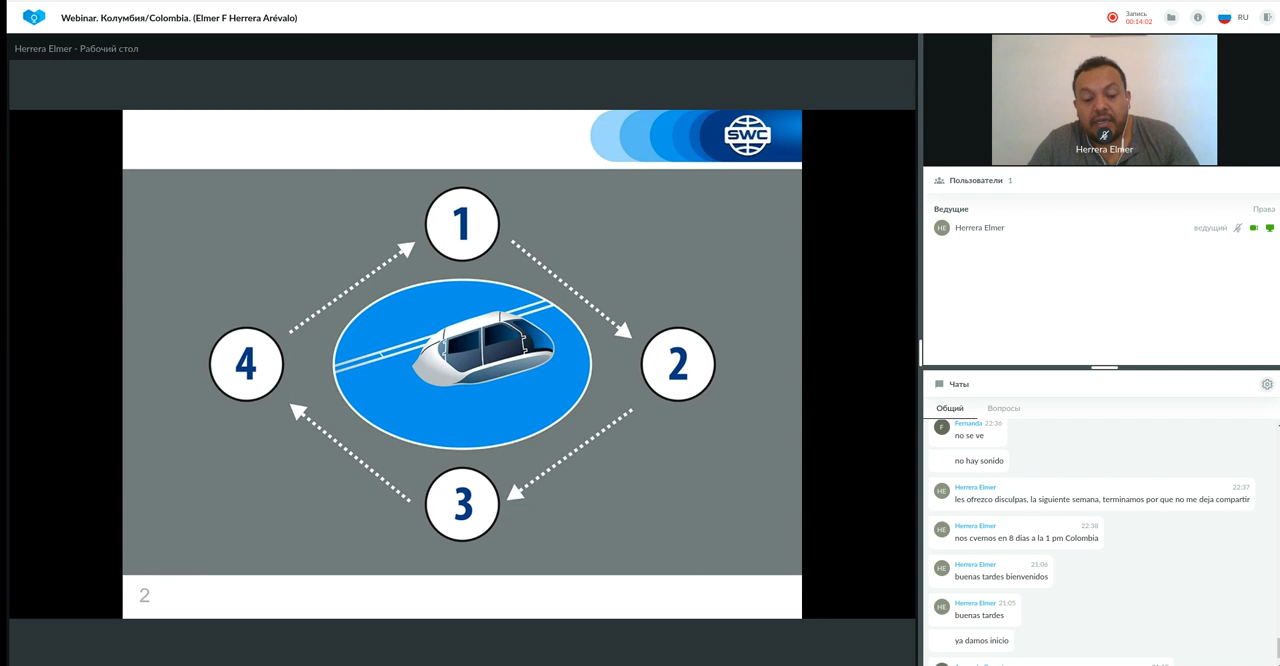 Webinar. Колумбия/Colombia. (Elmer F Herrera Arévalo)
Запись
00:14:02
RU
Herrera Elmer - Рабочий стол
SWC
1
2
3
4
2
Herrera Elmer
Пользователи 1
Ведущие Права
HE Herrera Elmer ведущий
Чаты
Общий Вопросы
F Fernanda 22:36
no se ve
no hay sonido
HE Herrera Elmer 22:37
les ofrezco disculpas, la siguiente semana, terminamos por que no me deja compartir
HE Herrera Elmer 22:38
nos cvemos en 8 dias a la 1 pm Colombia
HE Herrera Elmer 21:06
buenas tardes bienvenidos
HE Herrera Elmer 21:05
buenas tardes
ya damos inicio